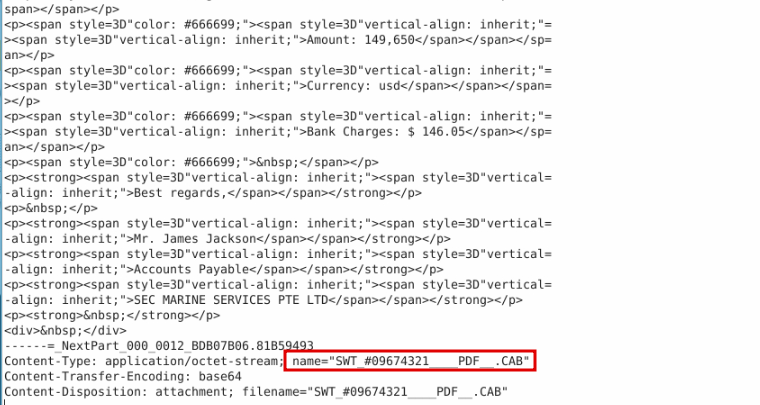 span></span></p>
<p><span style=3D"color: #666699;"><span style=3D"vertical-align: inherit;"=
><span style=3D"vertical-align: inherit;">Amount: 149,650</span></span></sp=
an></p>
<p><span style=3D"color: #666699;"><span style=3D"vertical-align: inherit;"=
><span style=3D"vertical-align: inherit;">Currency: usd</span></span></span=
></p>
<p><span style=3D"color: #666699;"><span style=3D"vertical-align: inherit;"=
><span style=3D"vertical-align: inherit;">Bank Charges: $ 146.05</span></sp=
an></span></p>
<p><span style=3D"color: #666699;">&nbsp;</span></p>
<p><strong><span style=3D"vertical-align: inherit;"><span style=3D"vertical=
-align: inherit;">Best regards,</span></span></strong></p>
<p>&nbsp;</p>
<p><strong><span style=3D"vertical-align: inherit;"><span style=3D"vertical=
-align: inherit;">Mr. James Jackson</span></span></strong></p>
<p><strong><span style=3D"vertical-align: inherit;"><span style=3D"vertical=
-align: inherit;">Accounts Payable</span></span></strong></p>
<p><strong><span style=3D"vertical-align: inherit;"><span style=3D"vertical=
-align: inherit;">SEC MARINE SERVICES PTE LTD</span></span></strong></p>
<p><strong>&nbsp;</strong></p>
<div>&nbsp;</div>
------=_NextPart_000_0012_BDB07B06.81B59493
Content-Type: application/octet-stream; name="SWT_#09674321____PDF__.CAB"
Content-Transfer-Encoding: base64
Content-Disposition: attachment; filename="SWT_#09674321____PDF__.CAB"